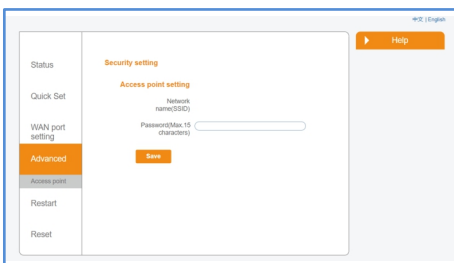 中文 | English
Help
Status
Quick Set
WAN port
setting
Advanced
Access point
Restart
Reset
Security setting
Access point setting
Network
name(SSID)
Password(Max,15
characters)
Save